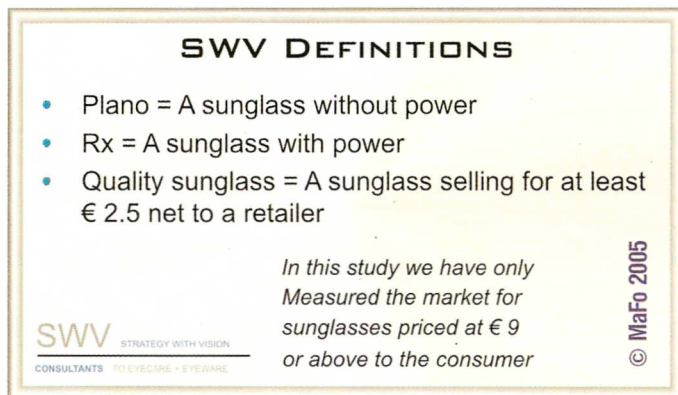 SWV DEFINITIONS
• Plano = A sunglass without power
• Rx = A sunglass with power
• Quality sunglass = A sunglass selling for at least
€ 2.5 net to a retailer
In this study we have only
Measured the market for
sunglasses priced at € 9
or above to the consumer
© MaFo 2005
SWV STRATEGY WITH VISION
CONSULTANTS TO EYECARE + EYEWARE